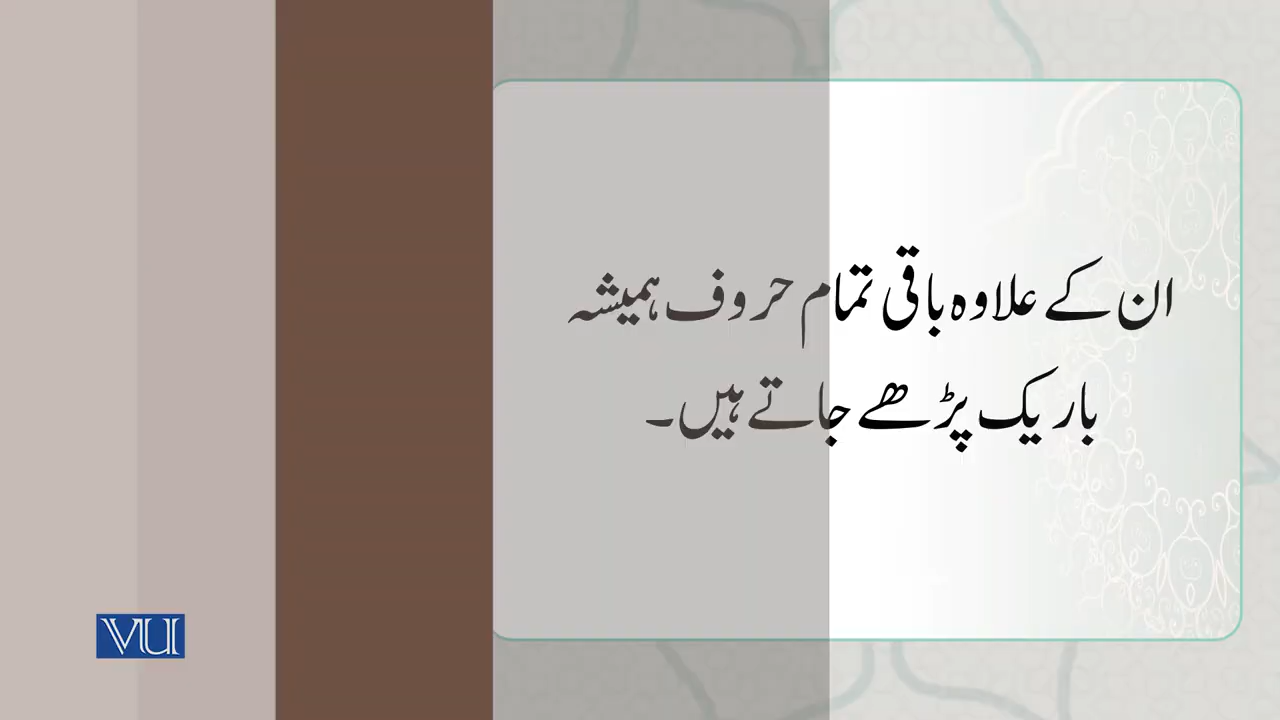 ان کے علاوہ باقی تمام حروف ہمیشہ
باریک پڑھے جاتے ہیں۔
VU